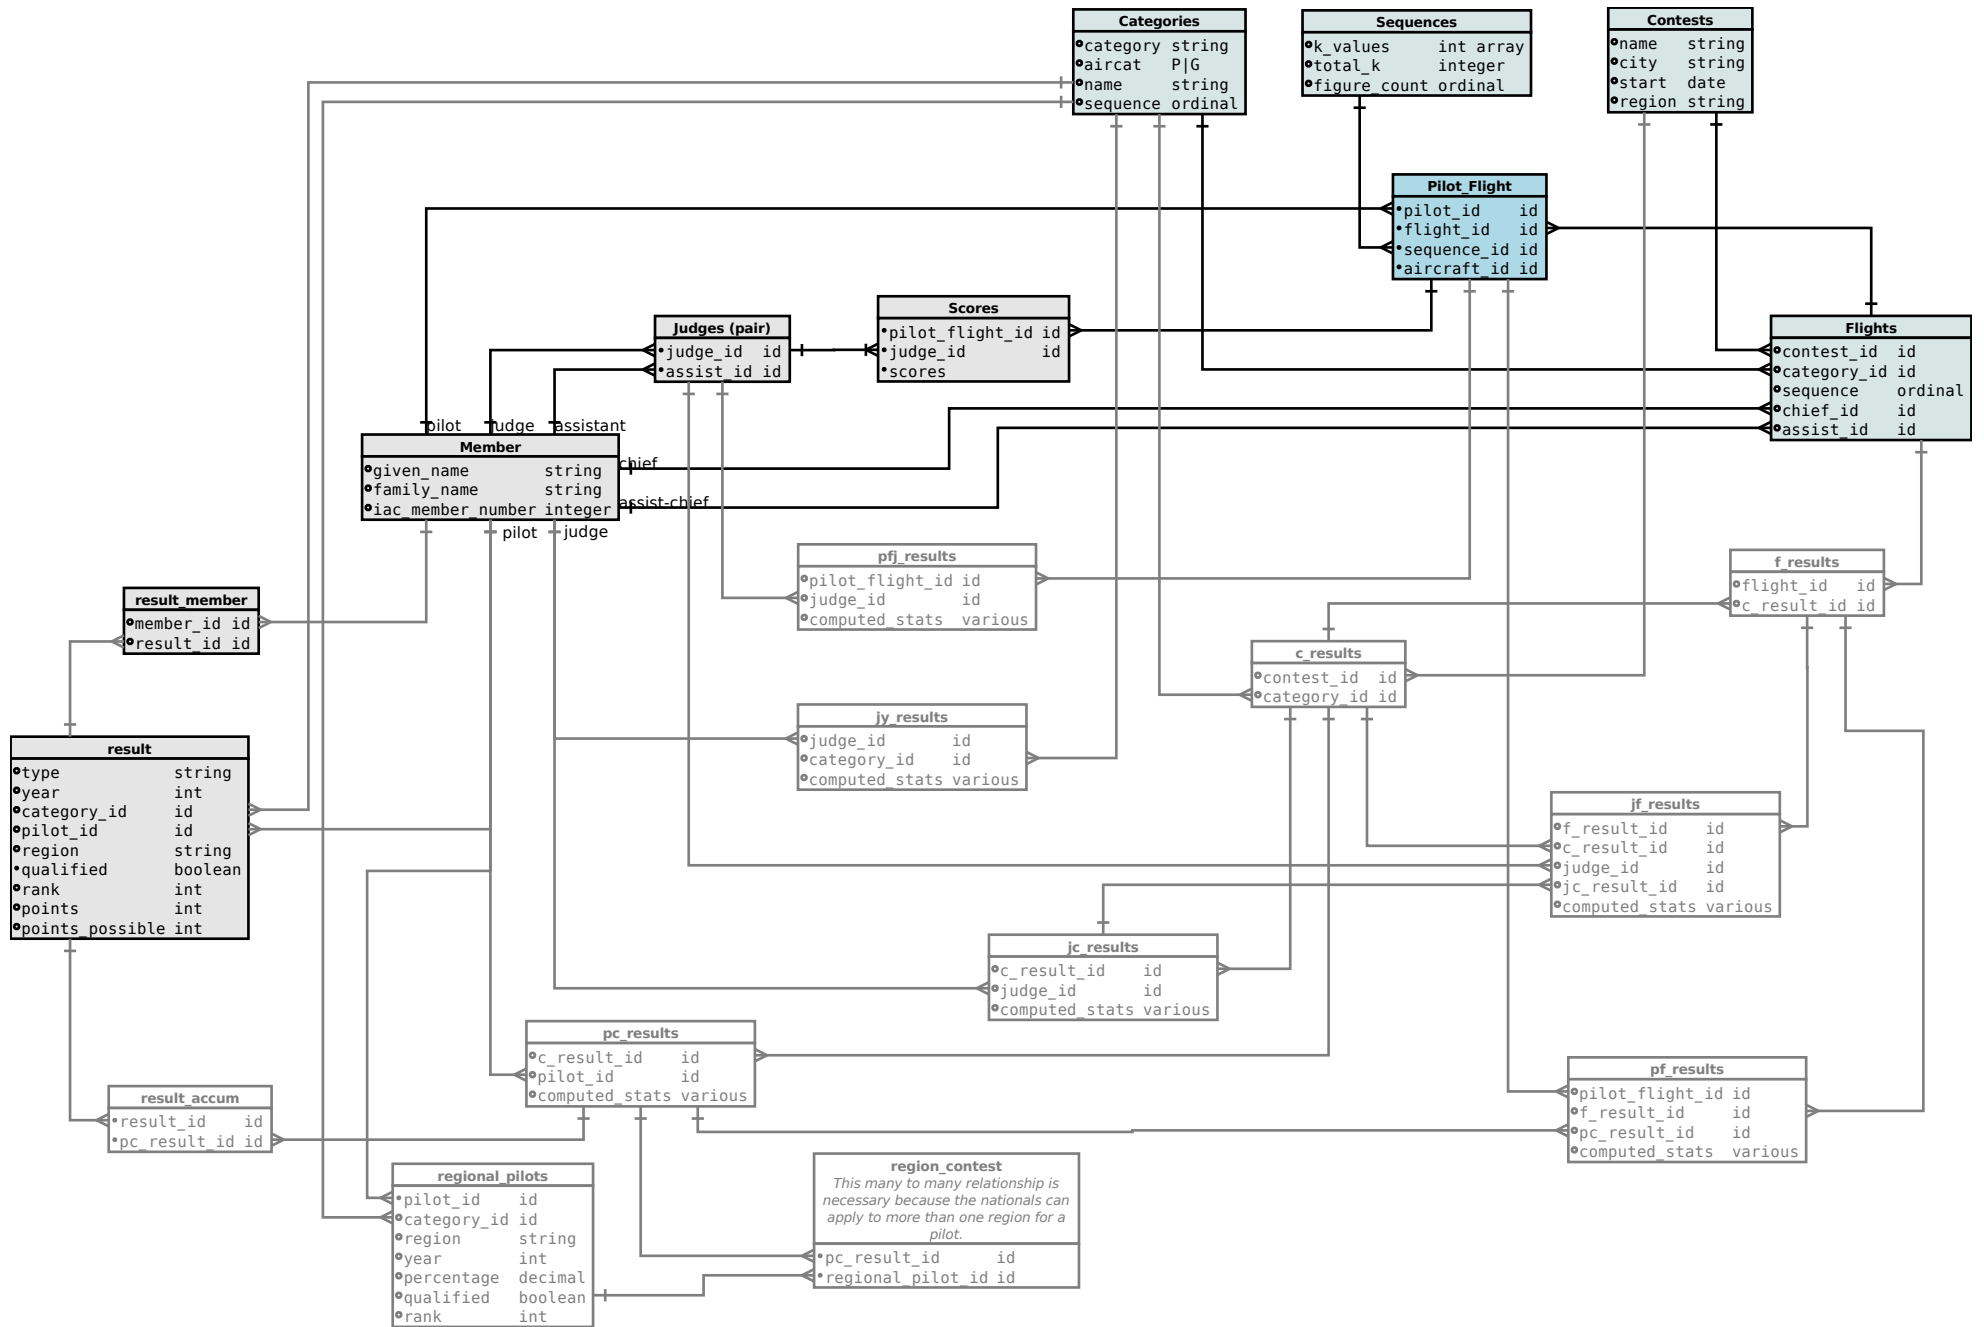 Categories
category string
aircat P|G
name string
sequence ordinal
Sequences
k_values int array
total_k integer
figure_count ordinal
Contests
name string
city string
start date
region string
Pilot_Flight
pilot_id id
flight_id id
sequence_id id
aircraft_id id
Judges (pair)
judge_id id
assist_id id
Scores
pilot_flight_id id
judge_id id
scores
Flights
contest_id id
category_id id
sequence ordinal
chief_id id
assist_id id
pilot
judge
assistant
Member
given_name string
family_name string
iac_member_number integer
chief
assist-chief
pilot
judge
pfj_results
pilot_flight_id id
judge_id id
computed_stats various
f_results
flight_id id
c_result_id id
result_member
member_id id
result_id id
c_results
contest_id id
category_id id
jy_results
judge_id id
category_id id
computed_stats various
result
type string
year int
category_id id
pilot_id id
region string
qualified boolean
rank int
points int
points_possible int
jf_results
f_result_id id
c_result_id id
judge_id id
jc_result_id id
computed_stats various
jc_results
c_result_id id
judge_id id
computed_stats various
pc_results
c_result_id id
pilot_id id
computed_stats various
pf_results
pilot_flight_id id
f_result_id id
pc_result_id id
computed_stats various
result_accum
result_id id
pc_result_id id
regional_pilots
pilot_id id
category_id id
region string
year int
percentage decimal
qualified boolean
rank int
region_contest
This many to many relationship is
necessary because the nationals can
apply to more than one region for a
pilot.
pc_result_id id
regional_pilot_id id